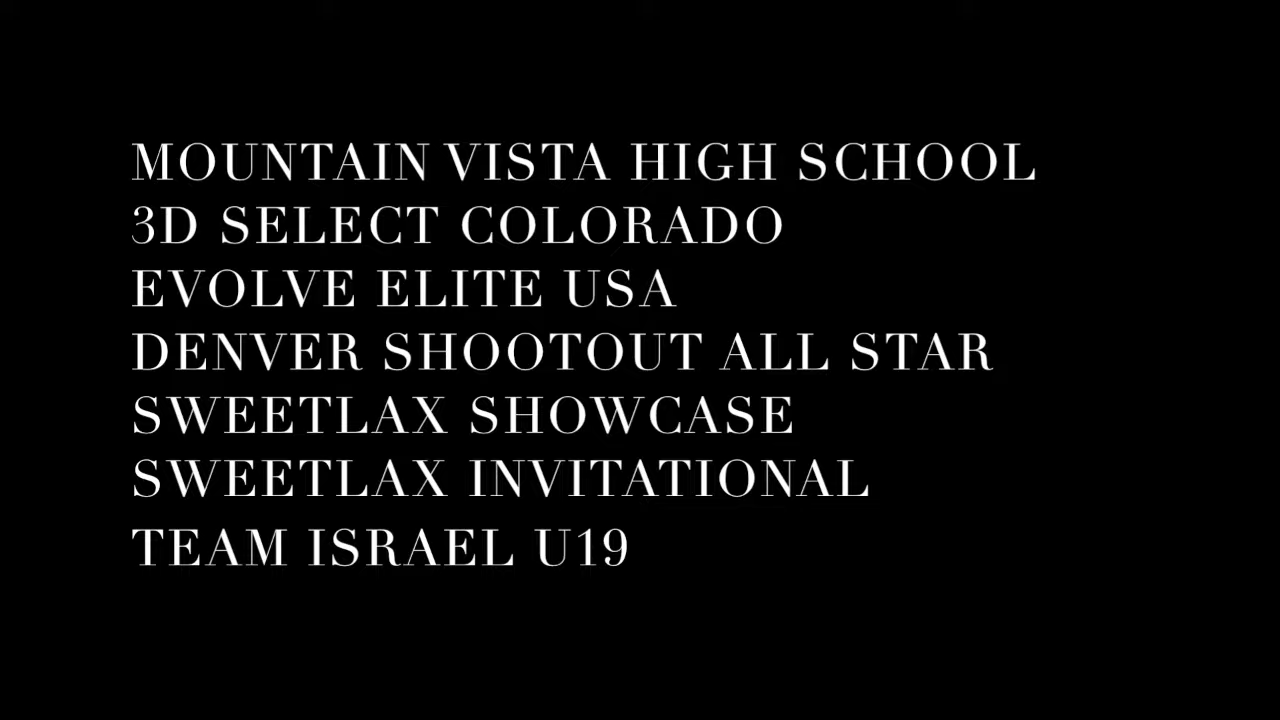 MOUNTAIN VISTA HIGH SCHOOL
3D SELECT COLORADO
EVOLVE ELITE USA
DENVER SHOOTOUT ALL STAR
SWEETLAX SHOWCASE
SWEETLAX INVITATIONAL
TEAM ISRAEL U19